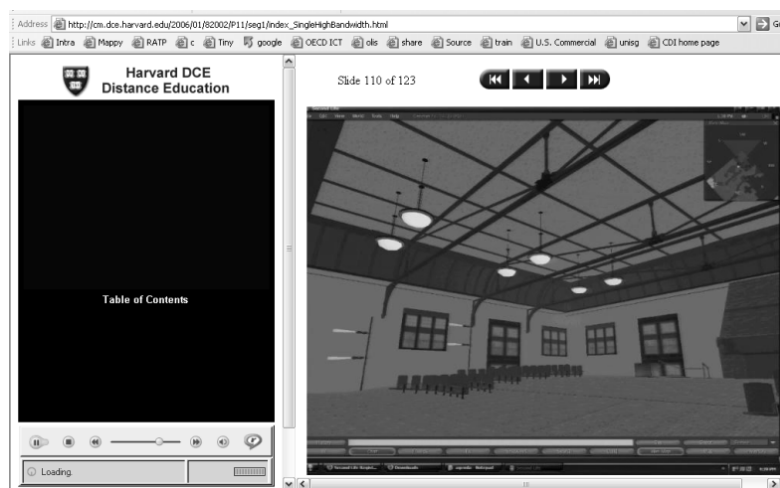 Address http://cm.dce.harvard.edu/2006/01/82002/P11/seg1/index_SingleHighBandwidth.html Go
Links Intra Mappy RATP c Tiny google OECD ICT olis share Source train U.S. Commercial unisg CDI home page
Harvard DCE
Distance Education
Slide 110 of 123
Table of Contents
Loading.